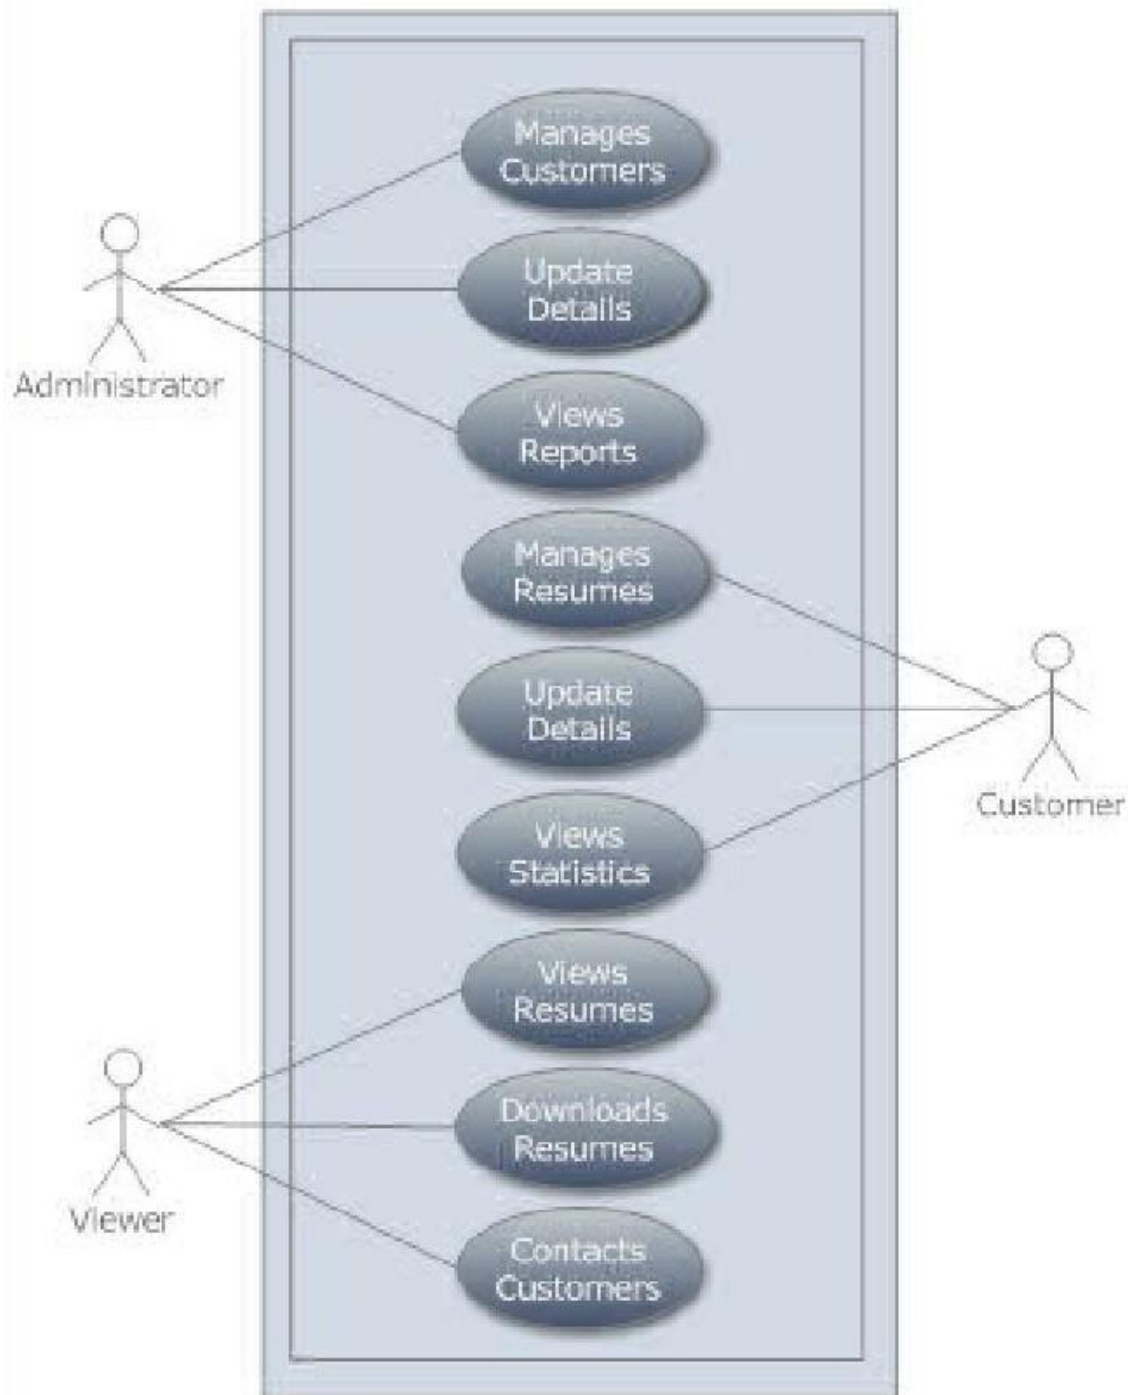 Manages
Customers
Update
Details
Administrator
Views
Reports
Manages
Resumes
Update
Details
Customer
Views
Statistics
Views
Resumes
Downloads
Resumes
Viewer
Contacts
Customers